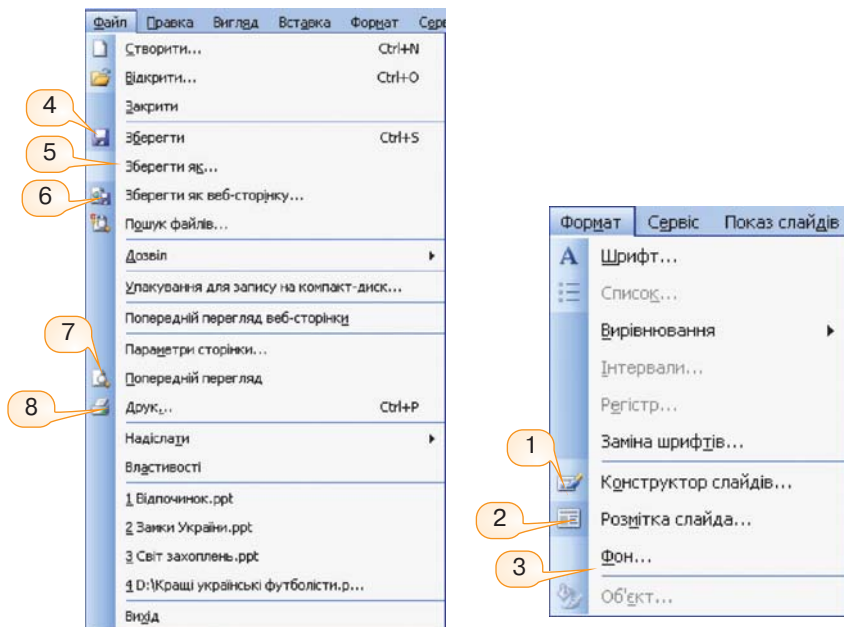 Файл Правка Вигляд Вставка Формат Сере
Створити... Ctrl+N
Відкрити... Ctrl+O
Закрити
4
Зберегти Ctrl+S
5
Зберегти як...
6
Зберегти як веб-сторінку...
Пошук файлів...
Дозвіл
Упакування для запису на компакт-диск...
Попередній перегляд веб-сторінки
7
Параметри сторінки...
Попередній перегляд
8
Друк... Ctrl+P
Надіслати
Властивості
1 Відпочинок.ppt
2 Замки України.ppt
3 Світ захоплень.ppt
4 D:\Кращі українські футболісти.p...
Вихід
Формат Сервіс Показ слайдів
Шрифт...
Список...
Вирівнювання
Інтервали...
Регістр...
Заміна шрифтів...
1
Конструктор слайдів...
2
Розмітка слайда...
3
Фон...
Об'єкт...